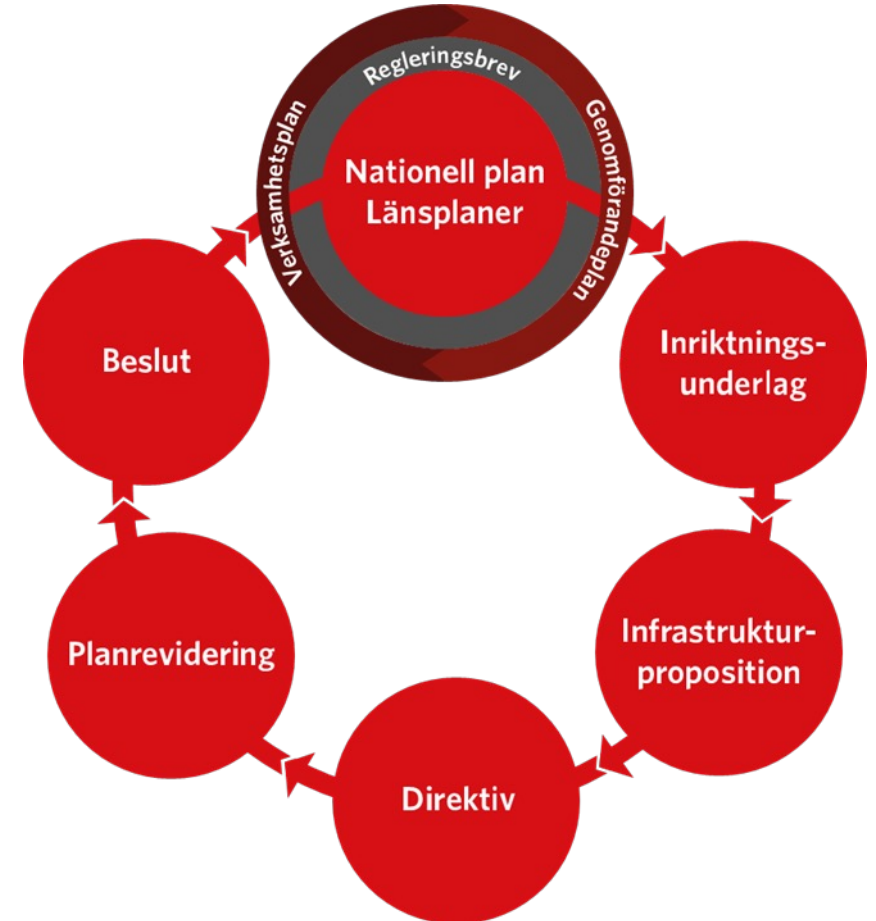 Regleringsbrev
Verksamhetsplan
Genomförandeplan
Nationell plan
Länsplaner
Inriktnings-
underlag
Infrastruktur-
proposition
Direktiv
Planrevidering
Beslut